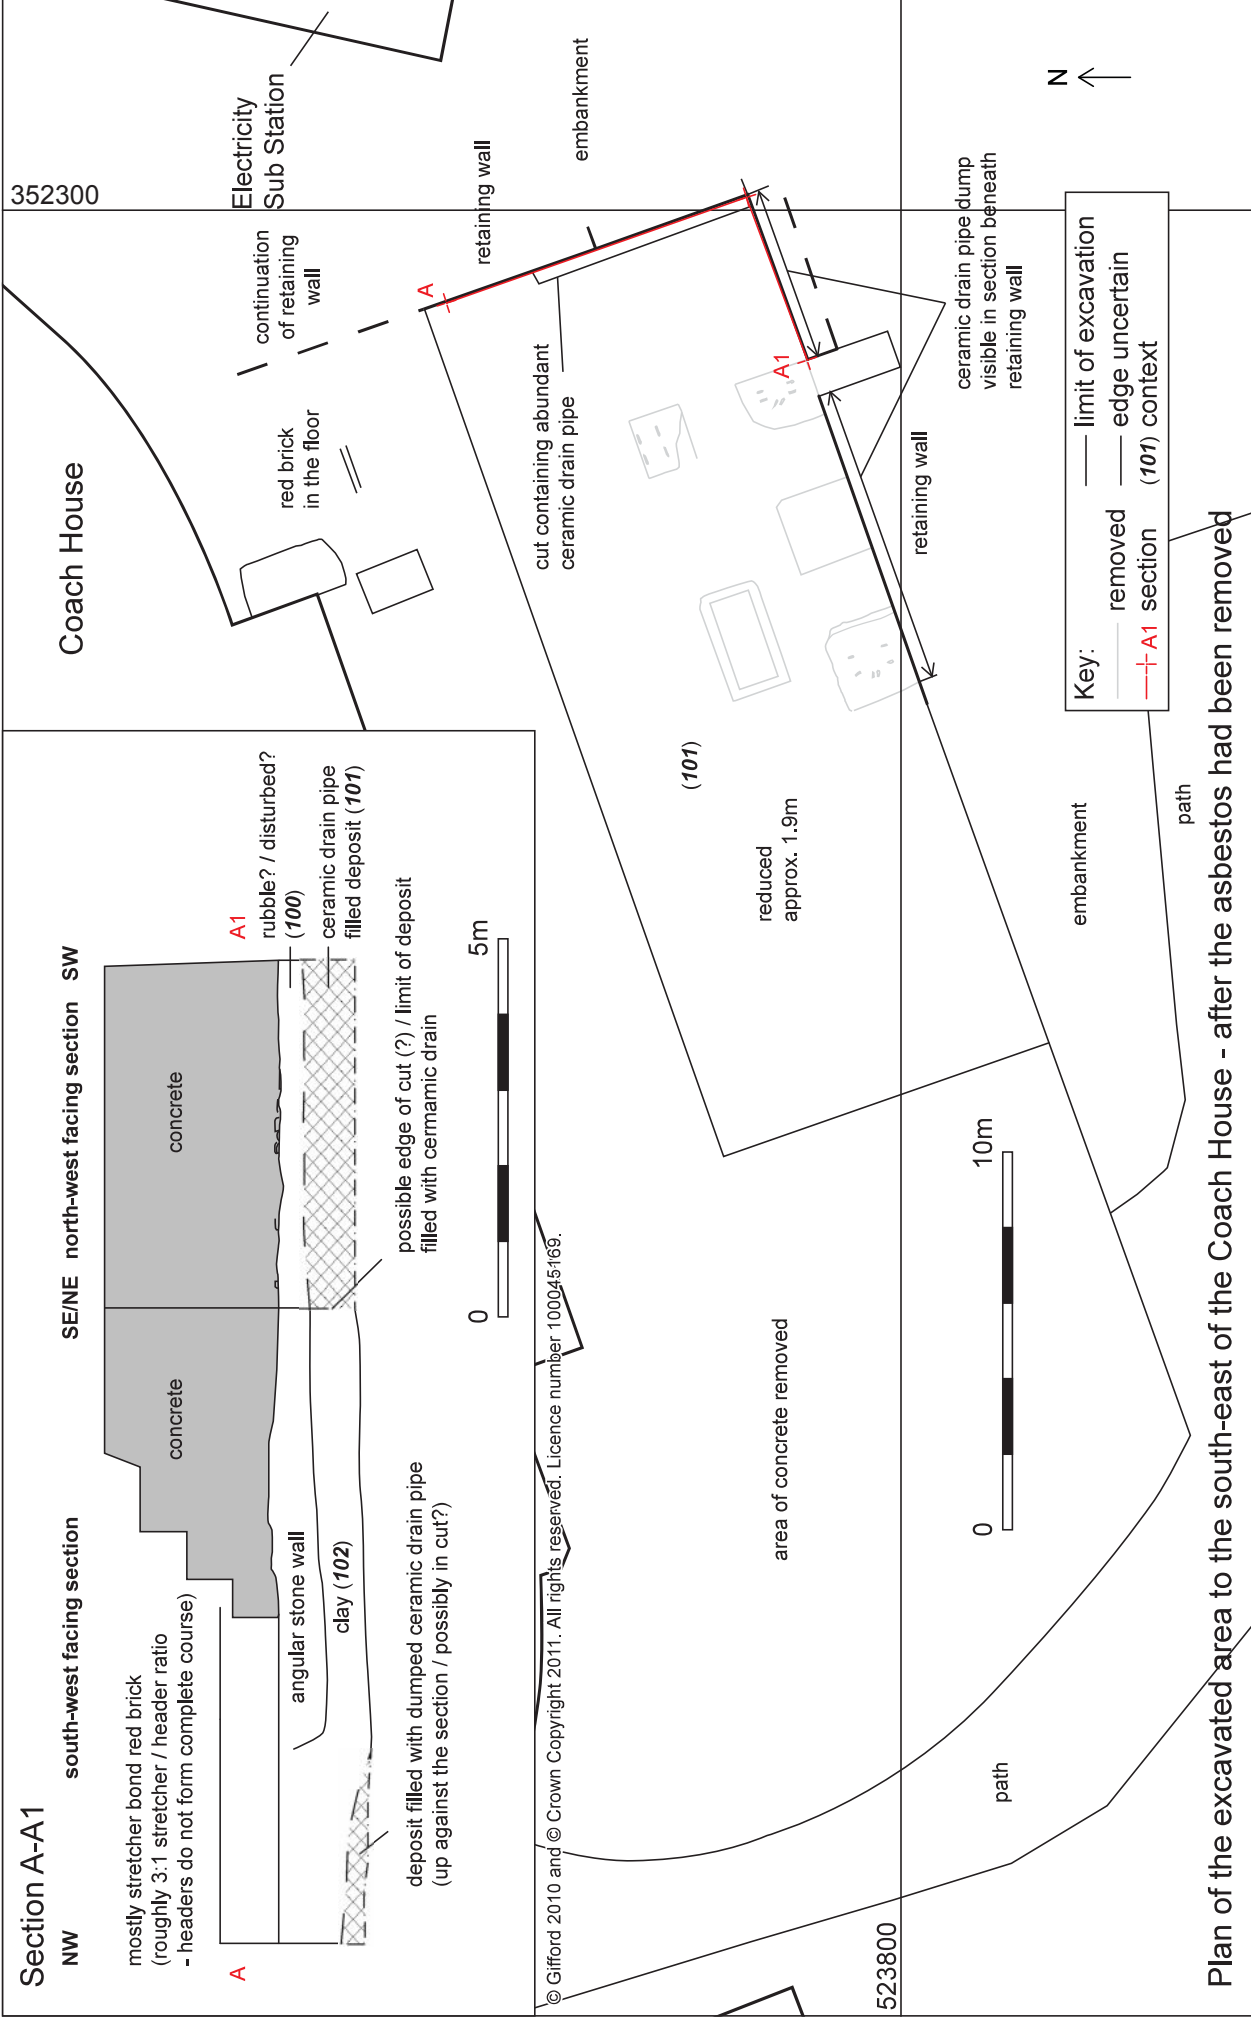 Section A-A1
NW
south-west facing section
SE/NE
north-west facing section
SW
mostly stretcher bond red brick
(roughly 3:1 stretcher / header ratio
- headers do not form complete course)
concrete
concrete
A
A1
rubble? / disturbed?
(100)
ceramic drain pipe
filled deposit (101)
angular stone wall
clay (102)
possible edge of cut (?) / limit of deposit
filled with cermamic drain
deposit filled with dumped ceramic drain pipe
(up against the section / possibly in cut?)
0
5m
© Gifford 2010 and © Crown Copyright 2011. All rights reserved. Licence number 100045169.
Coach House
352300
Electricity
Sub Station
continuation
of retaining
wall
red brick
in the floor
retaining wall
embankment
A
cut containing abundant
ceramic drain pipe
A1
(101)
reduced
approx. 1.9m
retaining wall
ceramic drain pipe dump
visible in section beneath
retaining wall
N
area of concrete removed
0
10m
embankment
path
path
523800
Key:
removed
A1 section
limit of excavation
edge uncertain
(101) context
Plan of the excavated area to the south-east of the Coach House - after the asbestos had been removed